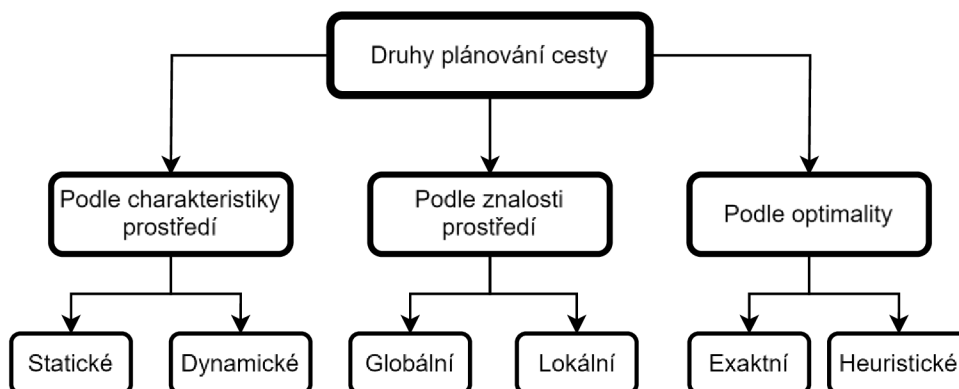 Druhy plánování cesty
Podle charakteristiky
prostředí
Podle znalosti
prostředí
Podle optimality
Statické
Dynamické
Globální
Lokální
Exaktní
Heuristické